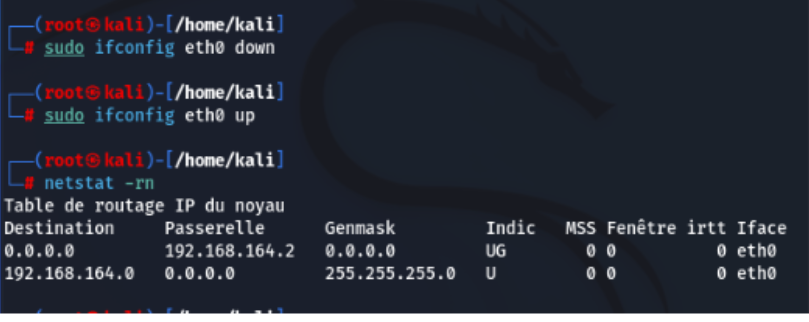 (root㉿kali)-[/home/kali]
# sudo ifconfig eth0 down
(root㉿kali)-[/home/kali]
# sudo ifconfig eth0 up
(root㉿kali)-[/home/kali]
# netstat -rn
Table de routage IP du noyau
Destination Passerelle Genmask Indic MSS Fenêtre irtt Iface
0.0.0.0 192.168.164.2 0.0.0.0 UG 0 0 0 eth0
192.168.164.0 0.0.0.0 255.255.255.0 U 0 0 0 eth0